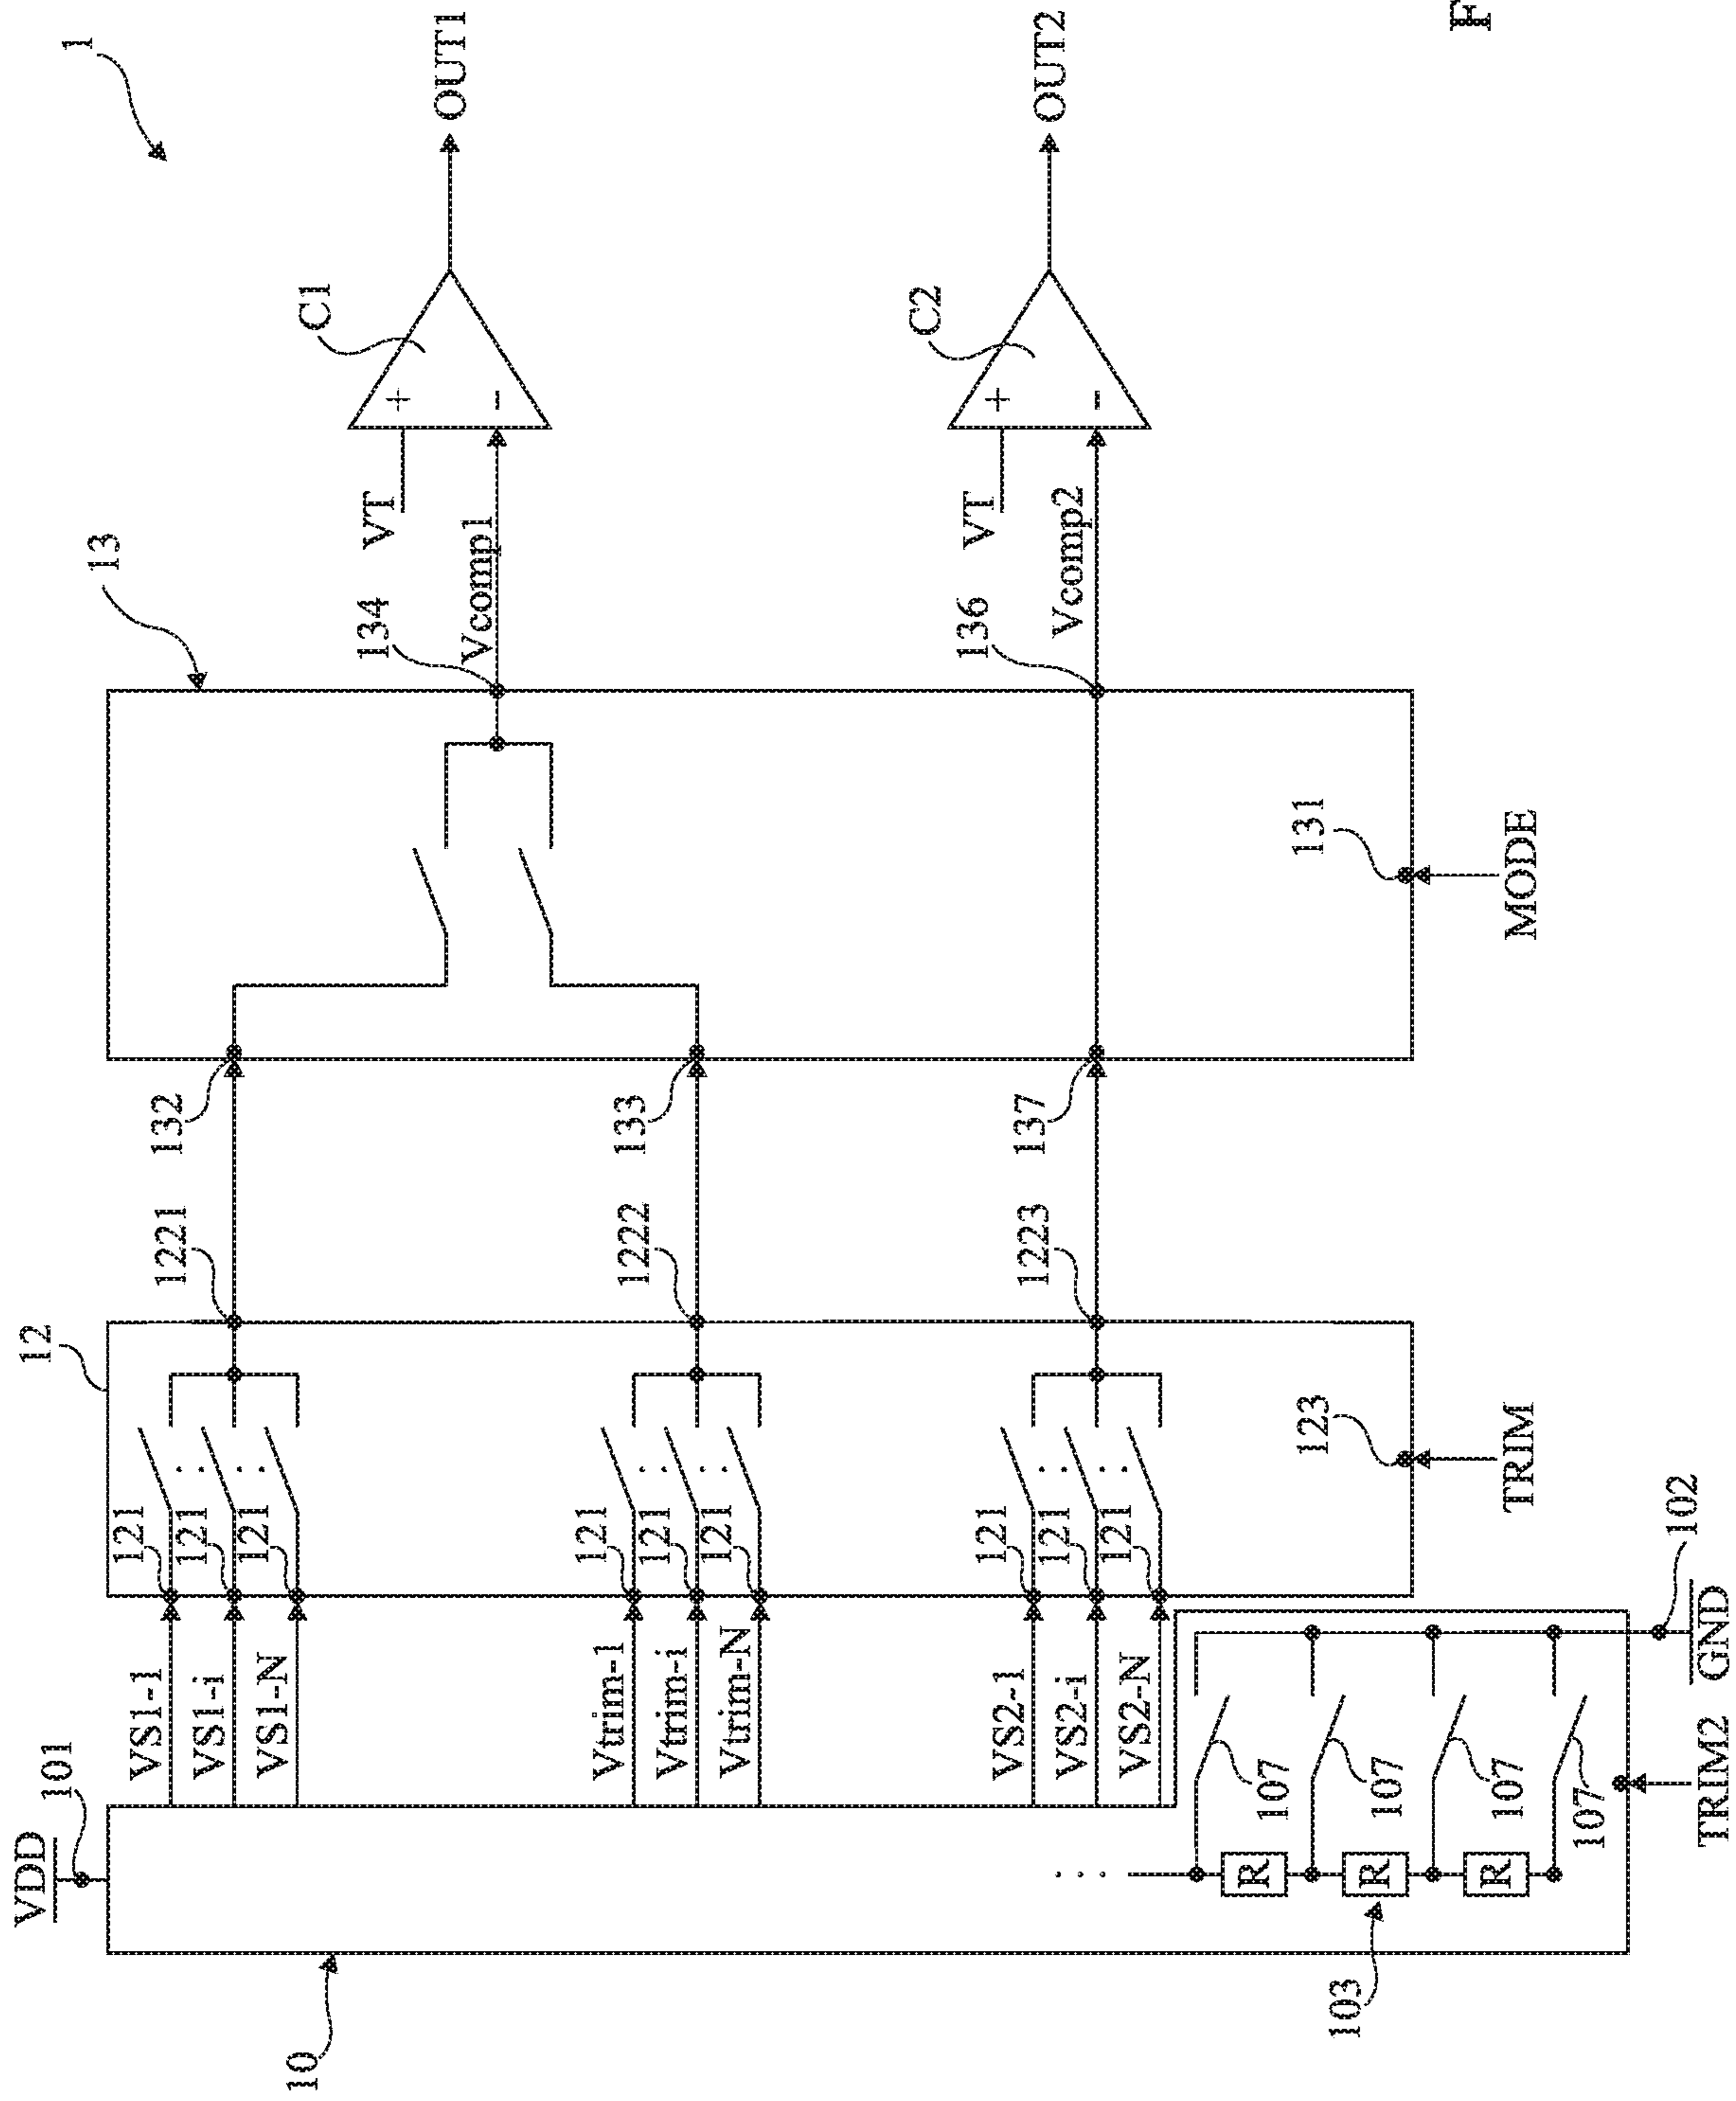 1
VDD
101
10
VS1-1
VS1-i
VS1-N
Vtrim-1
Vtrim-i
Vtrim-N
VS2-1
VS2-i
VS2-N
103
R
R
R
107
107
107
107
TRIM2
GND
102
12
121
121
121
121
121
121
121
121
121
1221
1222
1223
123
TRIM
13
132
133
137
134
136
131
MODE
VT
Vcomp1
+
-
C1
OUT1
VT
Vcomp2
+
-
C2
OUT2
F